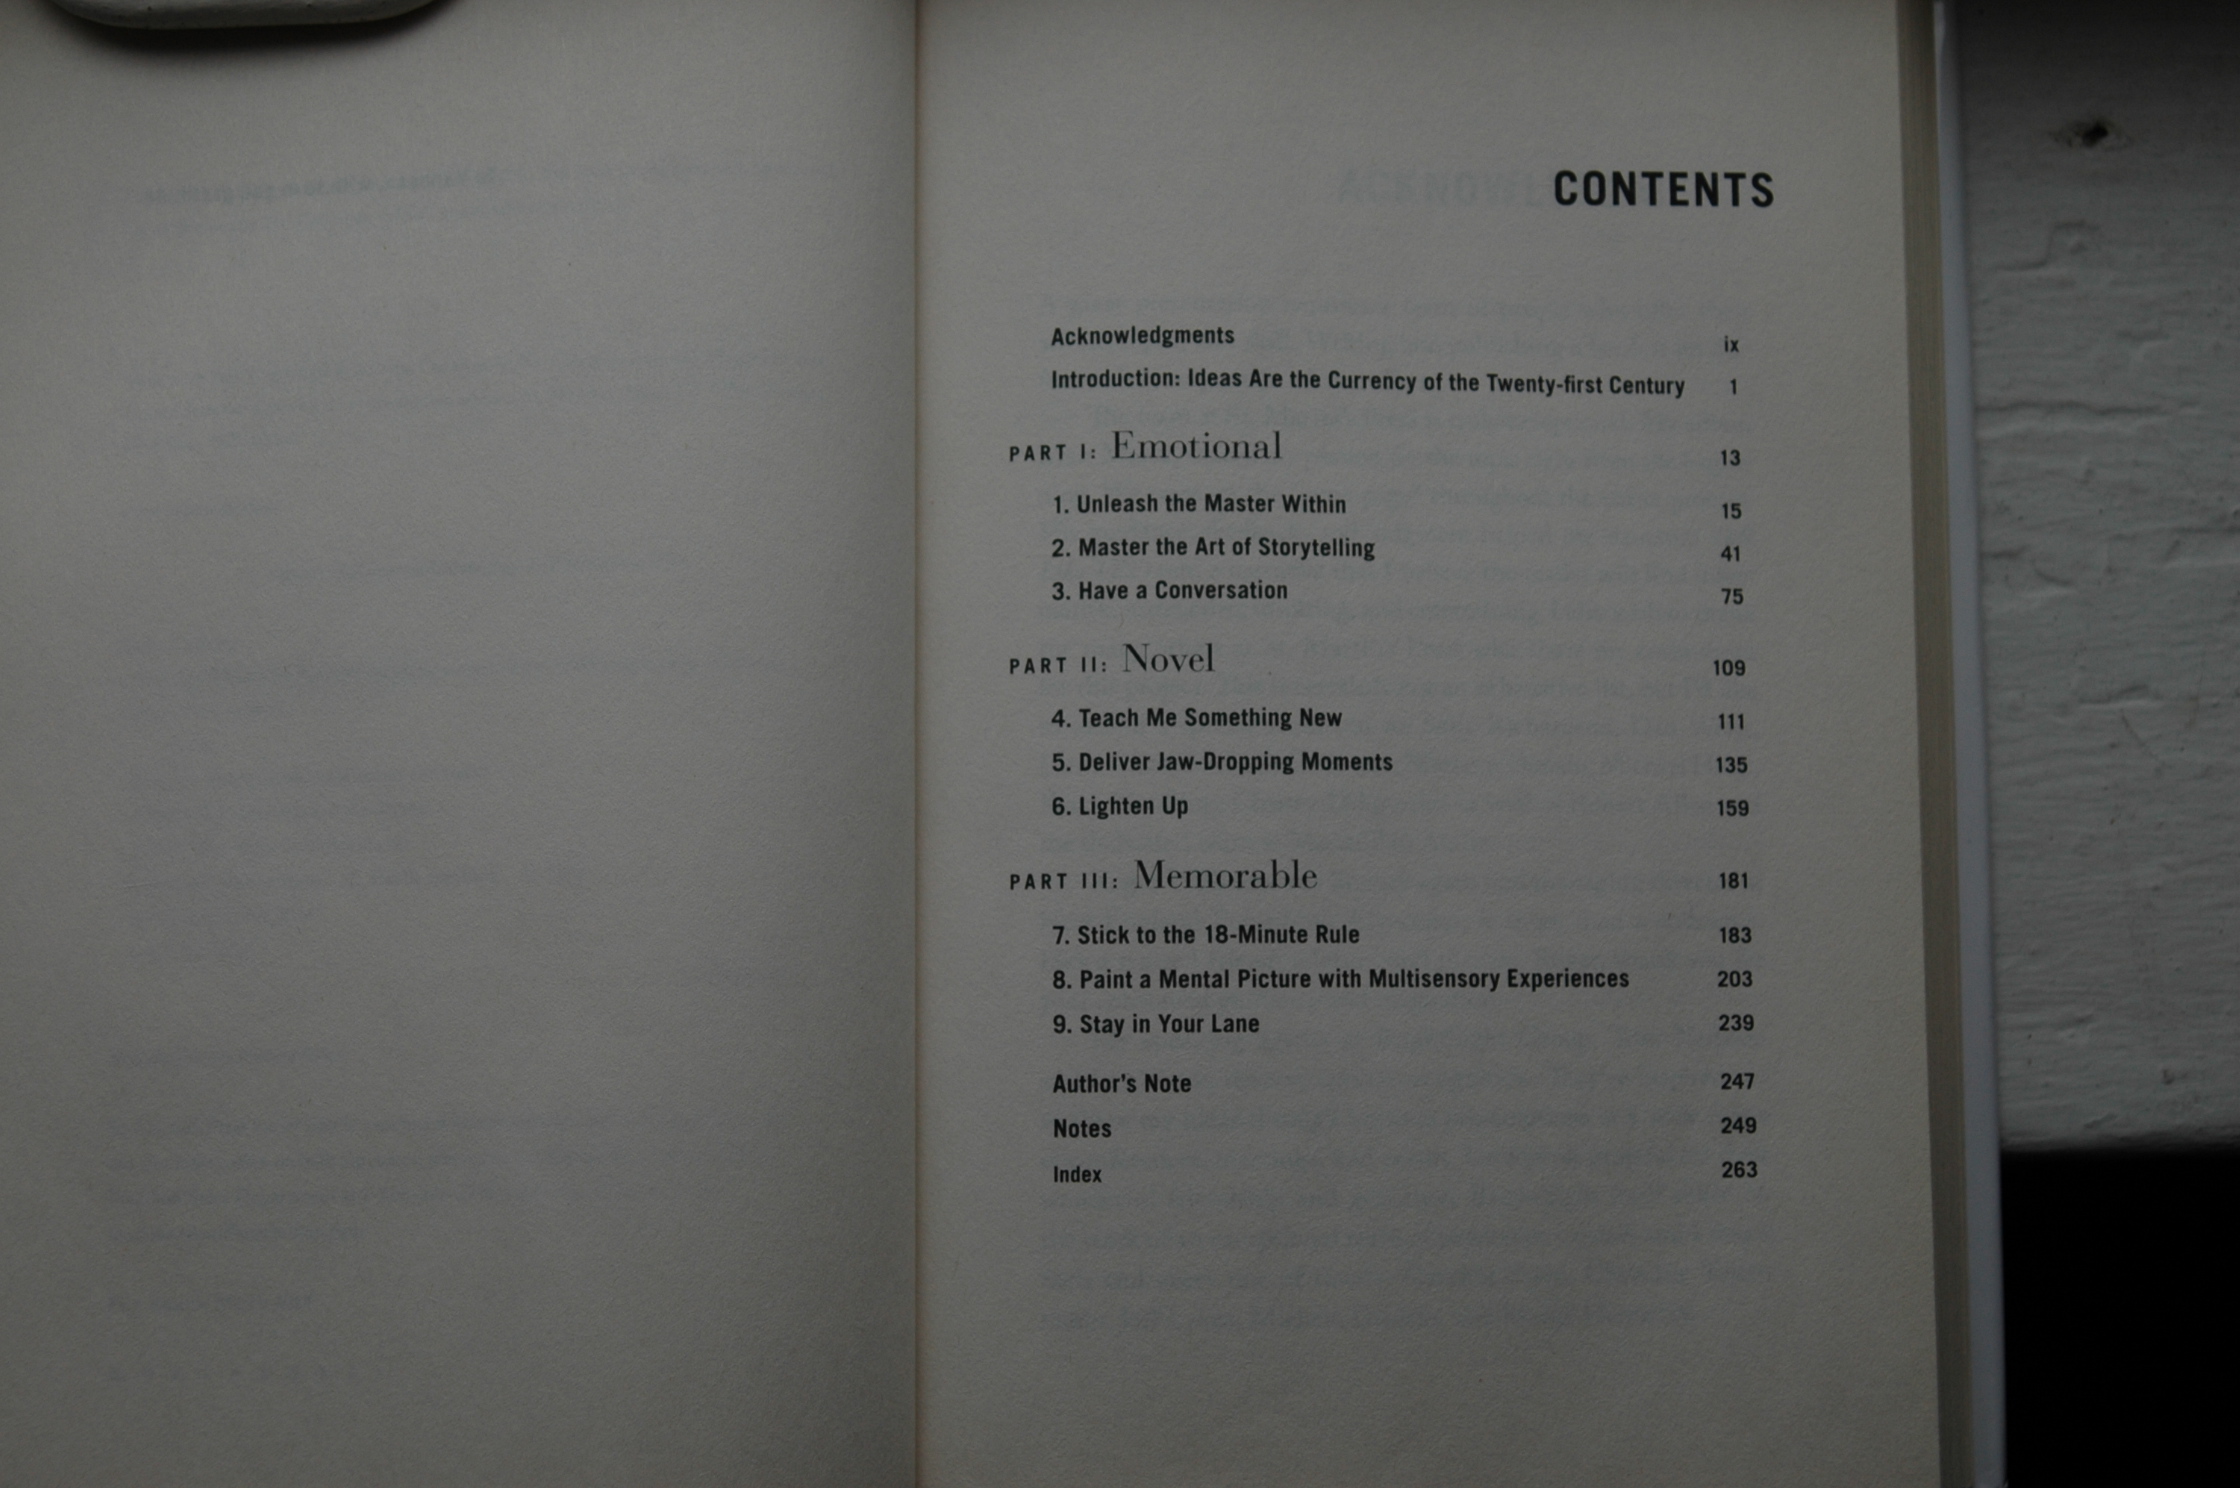 CONTENTS
Acknowledgments ix
Introduction: Ideas Are the Currency of the Twenty-first Century 1
PART I: Emotional 13
1. Unleash the Master Within 15
2. Master the Art of Storytelling 41
3. Have a Conversation 75
PART II: Novel 109
4. Teach Me Something New 111
5. Deliver Jaw-Dropping Moments 135
6. Lighten Up 159
PART III: Memorable 181
7. Stick to the 18-Minute Rule 183
8. Paint a Mental Picture with Multisensory Experiences 203
9. Stay in Your Lane 239
Author's Note 247
Notes 249
Index 263